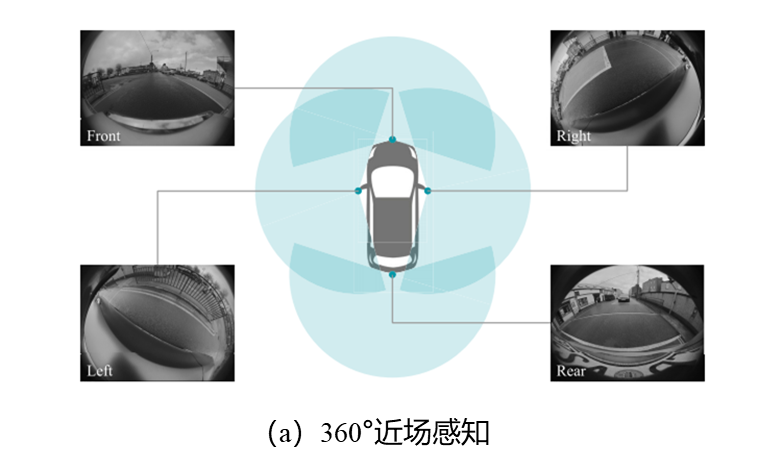 Front
Right
Left
Rear
（a）360°近场感知